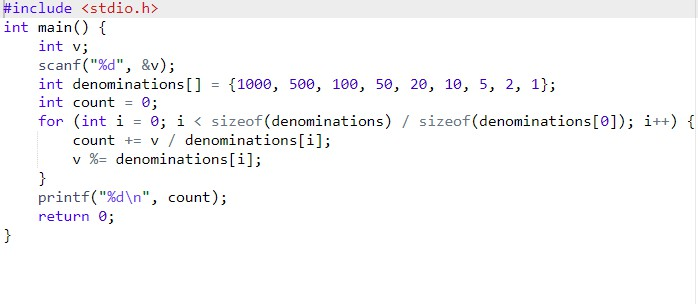 #include <stdio.h>
int main() {
    int v;
    scanf("%d", &v);
    int denominations[] = {1000, 500, 100, 50, 20, 10, 5, 2, 1};
    int count = 0;
    for (int i = 0; i < sizeof(denominations) / sizeof(denominations[0]); i++) {
        count += v / denominations[i];
        v %= denominations[i];
    }
    printf("%d\n", count);
    return 0;
}